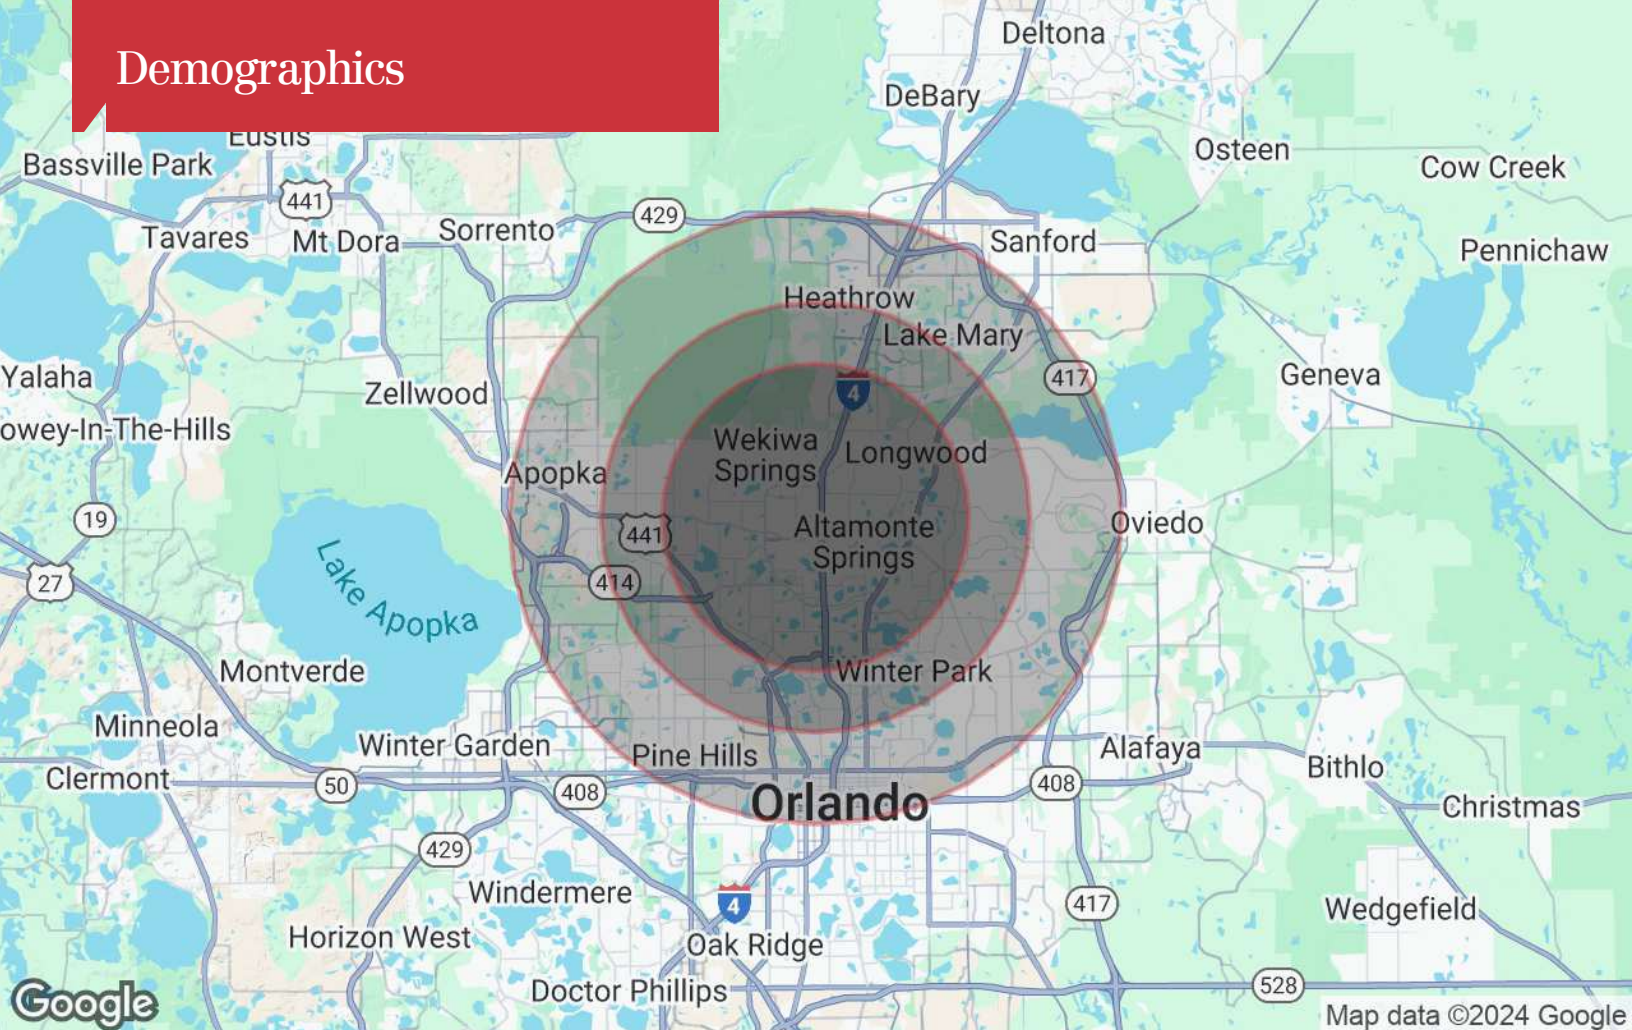 Demographics
Deltona
DeBary
Eustis
Osteen
Bassville Park
Cow Creek
441
429
Sorrento
Tavares
Mt Dora
Sanford
Pennichaw
Heathrow
Lake Mary
Yalaha
4
417
Geneva
Zellwood
owey-In-The-Hills
Wekiwa
Springs
Longwood
Apopka
19
441
Altamonte
Springs
Oviedo
27
414
Lake Apopka
Montverde
Winter Park
Minneola
Winter Garden
Pine Hills
Alafaya
Clermont
50
408
408
Bithlo
Orlando
Christmas
429
Windermere
4
417
Wedgefield
Horizon West
Oak Ridge
Doctor Phillips
528
Google
Map data ©2024 Google